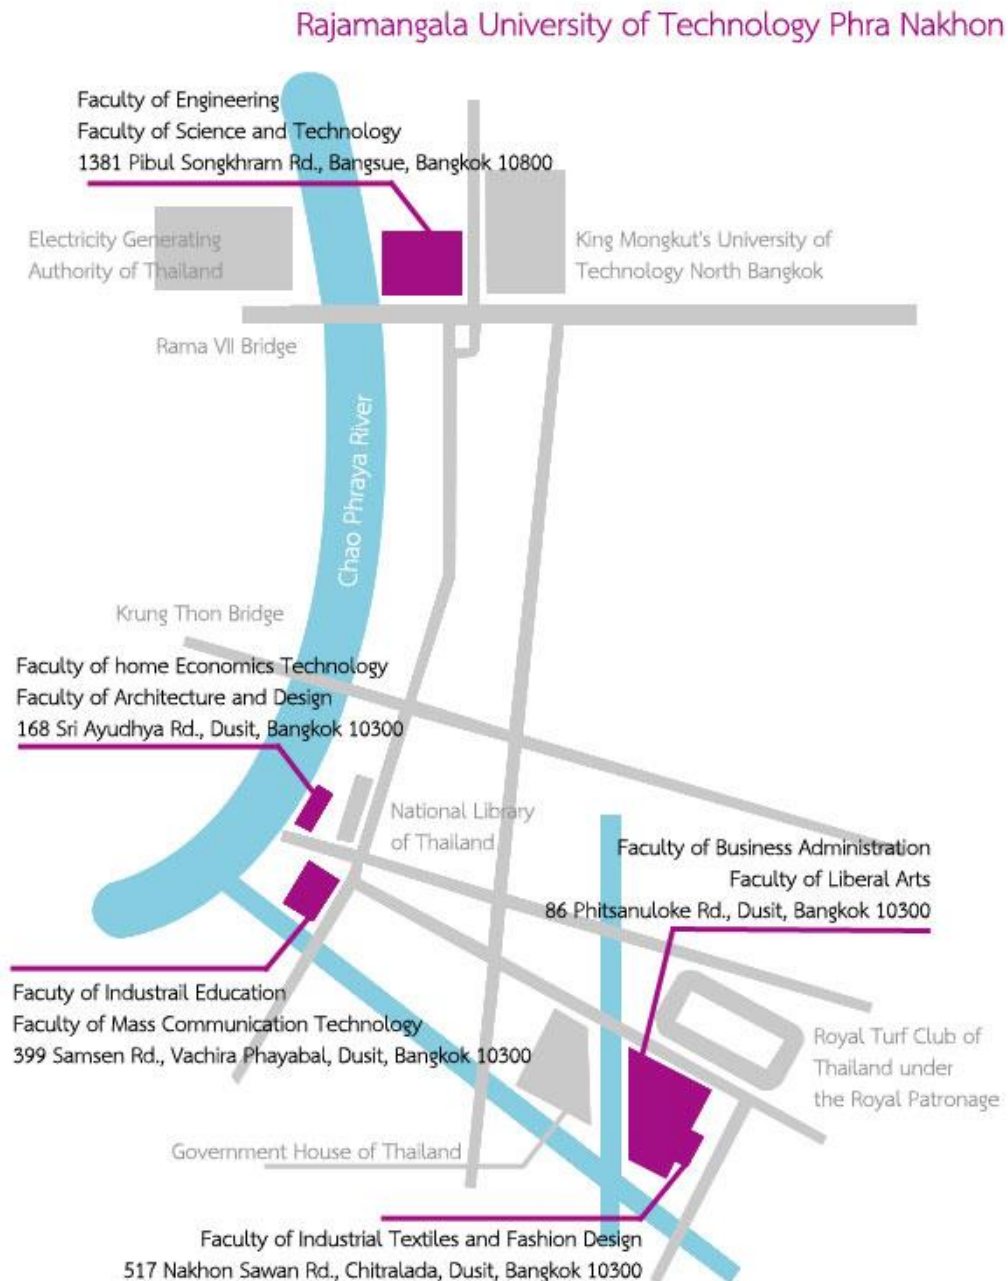 Rajamangala University of Technology Phra Nakhon
Faculty of Engineering
Faculty of Science and Technology
1381 Pibul Songkhram Rd., Bangsue, Bangkok 10800
Electricity Generating
Authority of Thailand
King Mongkut's University of
Technology North Bangkok
Rama VII Bridge
Chao Phraya River
Krung Thon Bridge
Faculty of home Economics Technology
Faculty of Architecture and Design
168 Sri Ayudhya Rd., Dusit, Bangkok 10300
National Library
of Thailand
Faculty of Business Administration
Faculty of Liberal Arts
86 Phitsanuloke Rd., Dusit, Bangkok 10300
Facuty of Industrail Education
Faculty of Mass Communication Technology
399 Samsen Rd., Vachira Phayabal, Dusit, Bangkok 10300
Royal Turf Club of
Thailand under
the Royal Patronage
Government House of Thailand
Faculty of Industrial Textiles and Fashion Design
517 Nakhon Sawan Rd., Chitralada, Dusit, Bangkok 10300